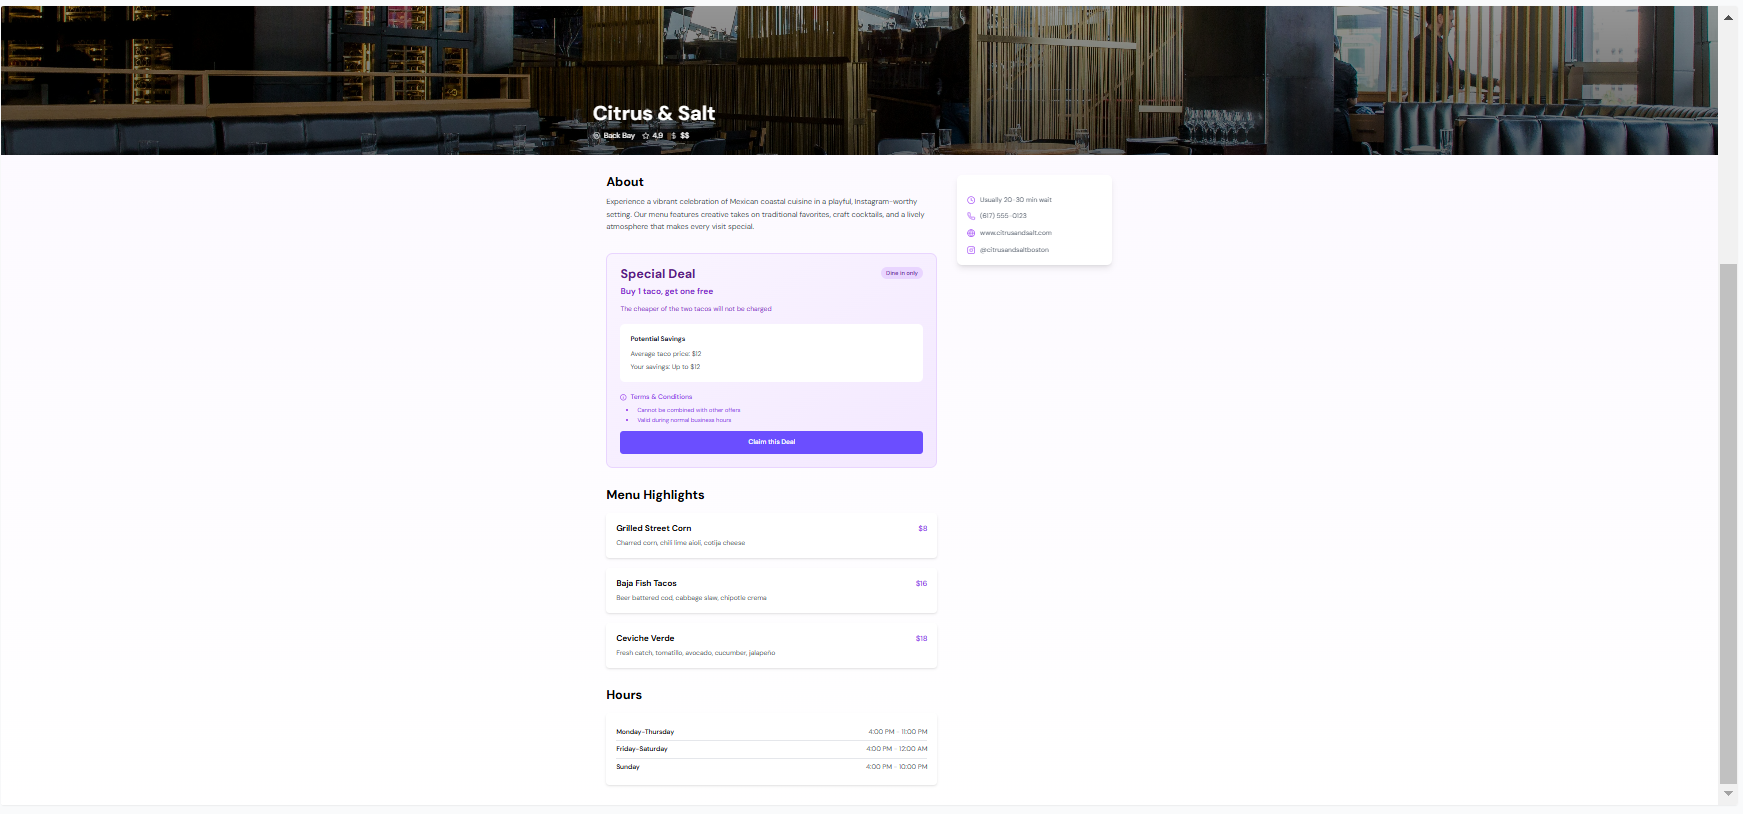 Citrus & Salt
Back Bay 4.9 $ $$
About
Experience a vibrant celebration of Mexican coastal cuisine in a playful, Instagram-worthy
setting. Our menu features creative takes on traditional favorites, craft cocktails, and a lively
atmosphere that makes every visit special.
Usually 20-30 min wait
(617) 555-0123
www.citrusandsalt.com
@citrusandsaltboston
Special Deal
Dine in only
Buy 1 taco, get one free
The cheaper of the two tacos will not be charged
Potential Savings
Average taco price: $12
Your savings: Up to $12
Terms & Conditions
• Cannot be combined with other offers
• Valid during normal business hours
Claim this Deal
Menu Highlights
Grilled Street Corn $8
Charred corn, chili lime aioli, cotija cheese
Baja Fish Tacos $16
Beer battered cod, cabbage slaw, chipotle crema
Ceviche Verde $18
Fresh catch, tomatillo, avocado, cucumber, jalapeño
Hours
Monday-Thursday 4:00 PM - 11:00 PM
Friday-Saturday 4:00 PM - 12:00 AM
Sunday 4:00 PM - 10:00 PM